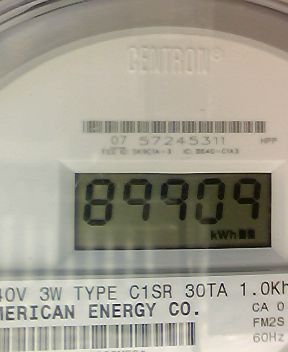 CENTRON®
07 57245311 HPP
89909
kWh
40V 3W TYPE C1SR 30TA 1.0Kh
MERICAN ENERGY CO.
CA 0
FM2S
60Hz